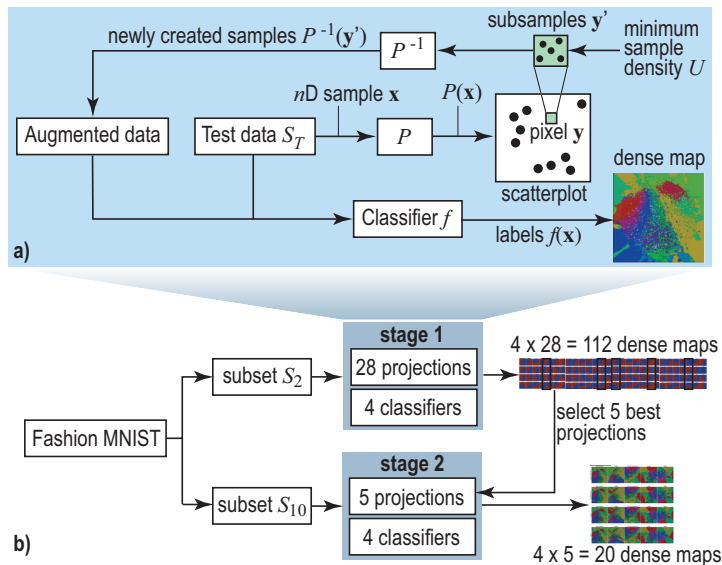 newly created samples P⁻¹(y')
P⁻¹
subsamples y'
minimum
sample
density U
nD sample x
P(x)
Augmented data
Test data S_T
P
pixel y
scatterplot
dense map
Classifier f
labels f(x)
a)
stage 1
28 projections
4 classifiers
subset S₂
4 x 28 = 112 dense maps
select 5 best
projections
Fashion MNIST
stage 2
5 projections
4 classifiers
subset S₁₀
4 x 5 = 20 dense maps
b)